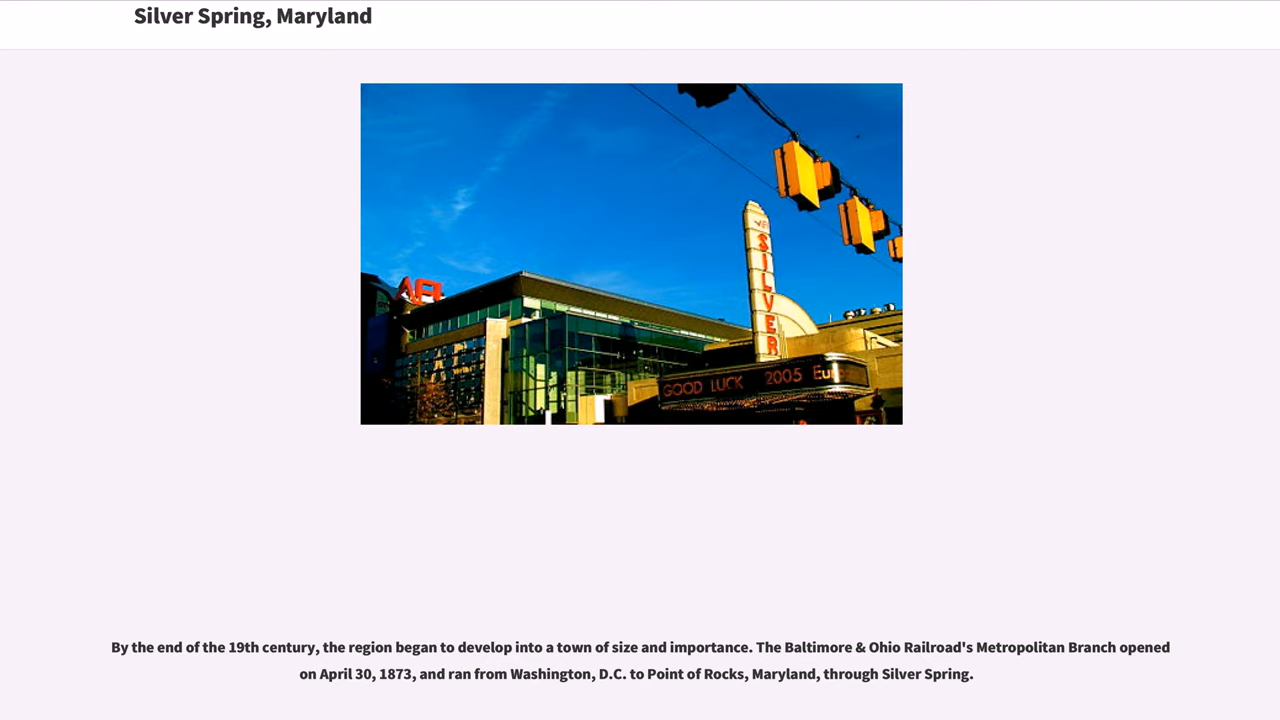 Silver Spring, Maryland
AFI
SILVER
GOOD LUCK 2005
By the end of the 19th century, the region began to develop into a town of size and importance. The Baltimore & Ohio Railroad's Metropolitan Branch opened
on April 30, 1873, and ran from Washington, D.C. to Point of Rocks, Maryland, through Silver Spring.